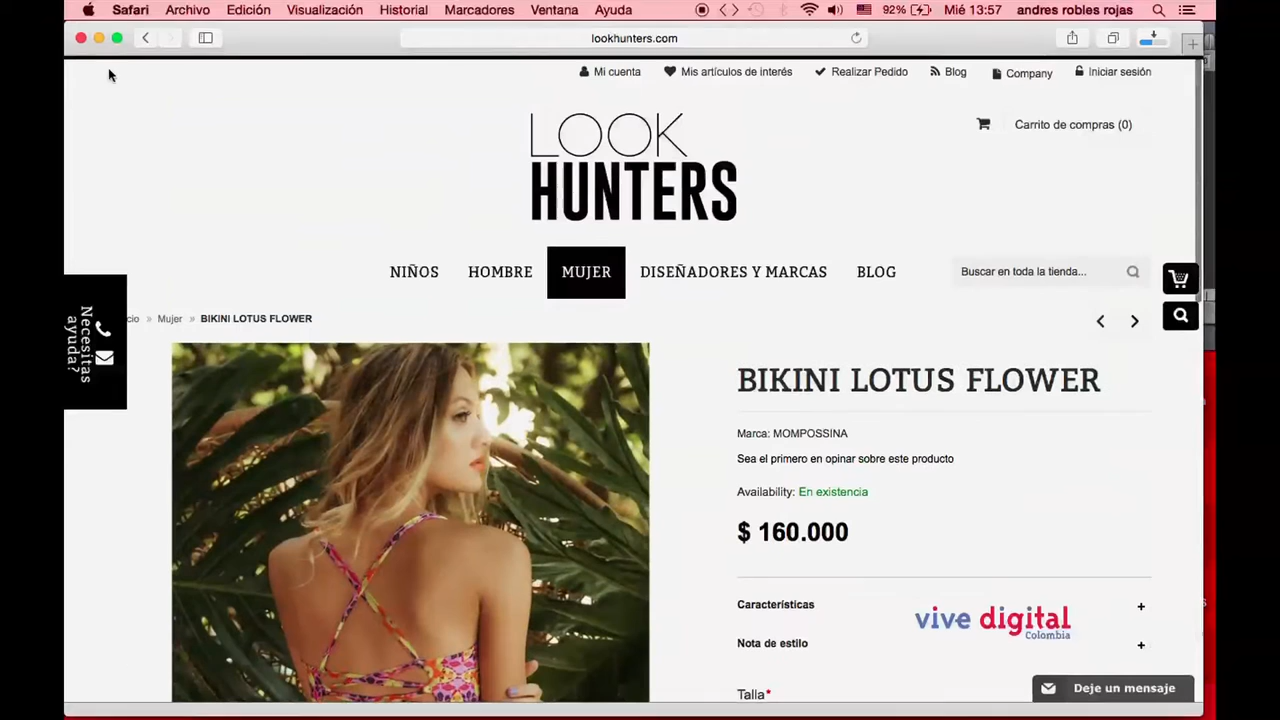 Safari Archivo Edición Visualización Historial Marcadores Ventana Ayuda 92% Mié 13:57 andres robles rojas
lookhunters.com
Mi cuenta Mis artículos de interés Realizar Pedido Blog Company Iniciar sesión
Carrito de compras (0)
LOOK
HUNTERS
NIÑOS HOMBRE MUJER DISEÑADORES Y MARCAS BLOG Buscar en toda la tienda...
Necesitas
ayuda?
cio » Mujer » BIKINI LOTUS FLOWER
BIKINI LOTUS FLOWER
Marca: MOMPOSSINA
Sea el primero en opinar sobre este producto
Availability: En existencia
$ 160.000
Características +
vive digital
Colombia
Nota de estilo +
Talla*
Deje un mensaje